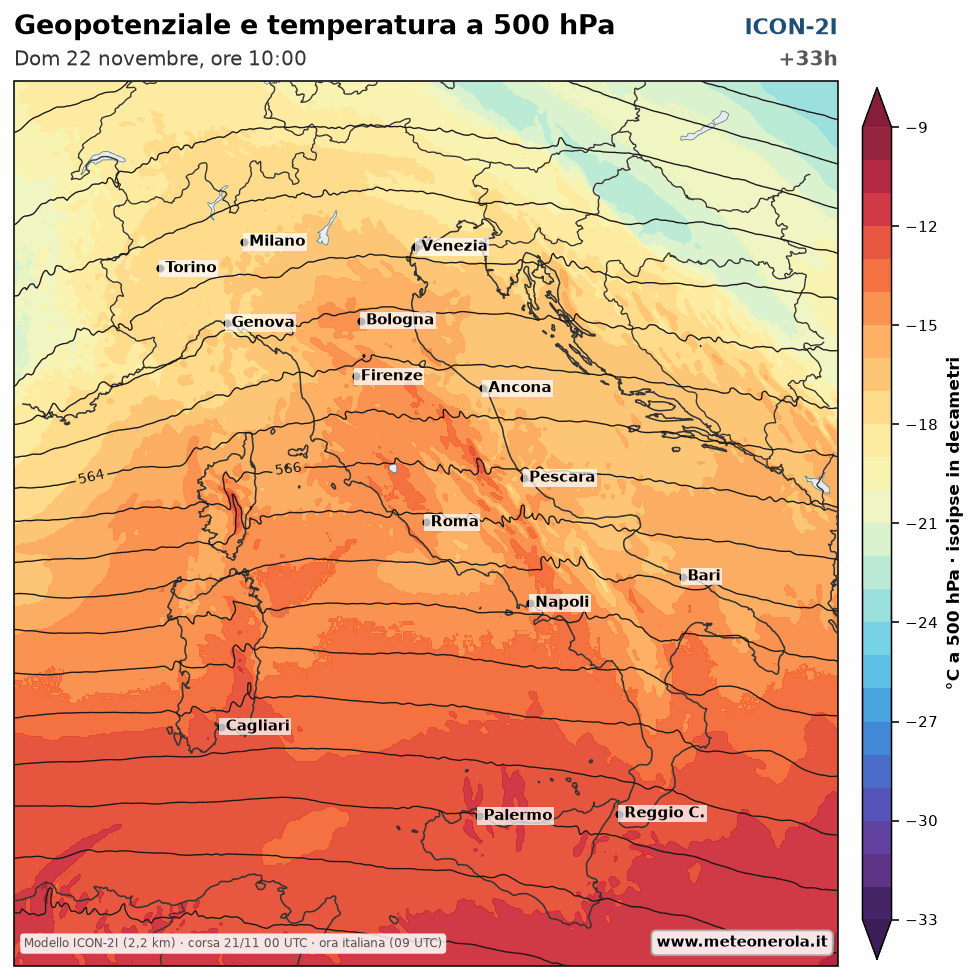 Geopotenziale e temperatura a 500 hPa
ICON-2I
Dom 22 novembre, ore 10:00
+33h
Milano
Venezia
Torino
Genova
Bologna
Firenze
Ancona
564
566
Pescara
Roma
Bari
Napoli
Cagliari
Palermo
Reggio C.
Modello ICON-2I (2,2 km) · corsa 21/11 00 UTC · ora italiana (09 UTC)
www.meteonerola.it
−9
−12
−15
−18
−21
−24
−27
−30
−33
°C a 500 hPa · isoipse in decametri